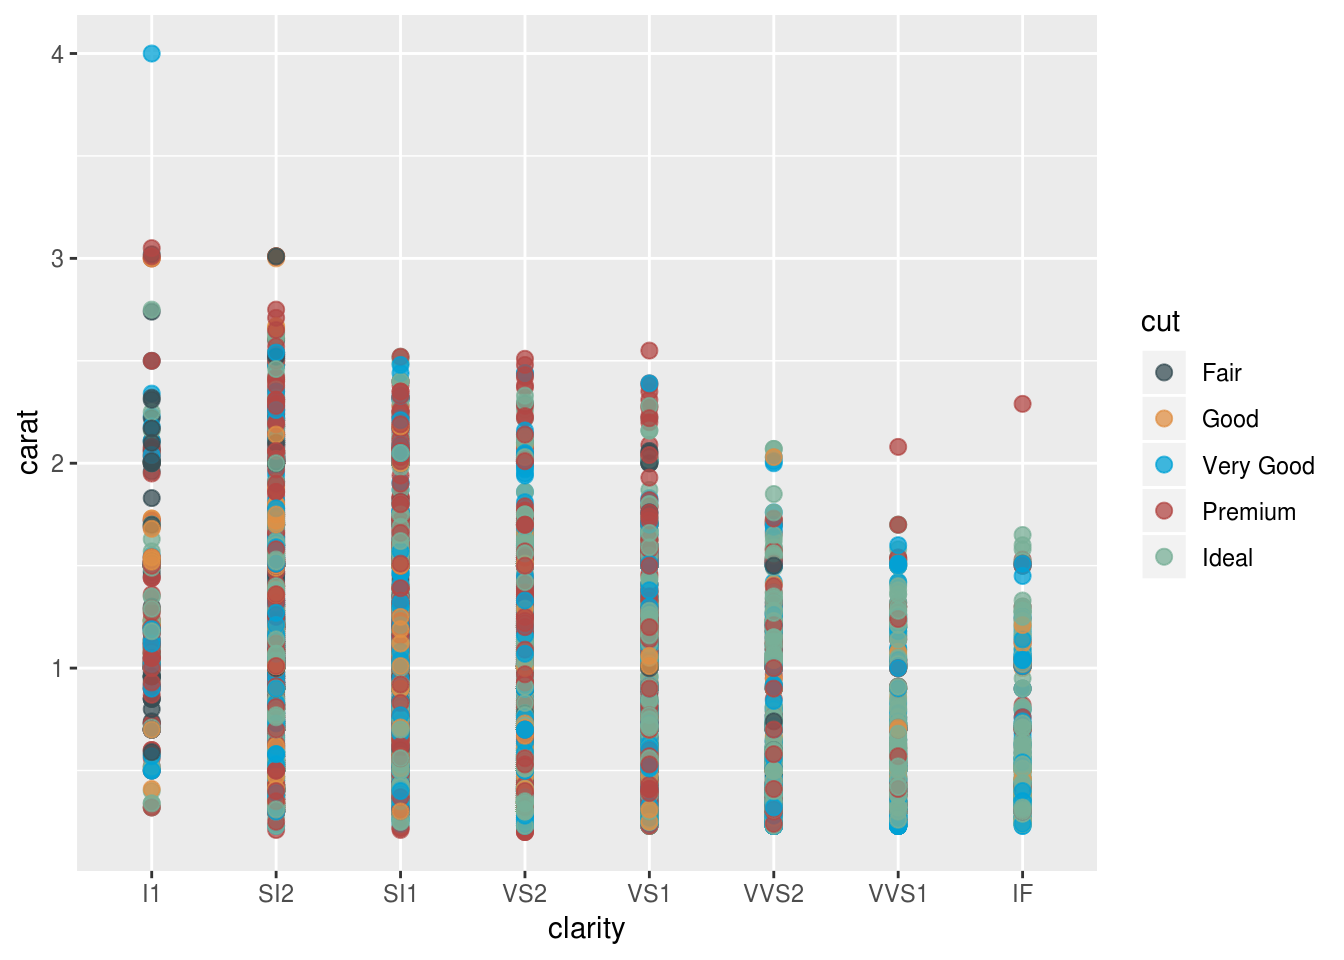 carat
4
3
2
1
I1 SI2 SI1 VS2 VS1 VVS2 VVS1 IF
clarity
cut
Fair
Good
Very Good
Premium
Ideal